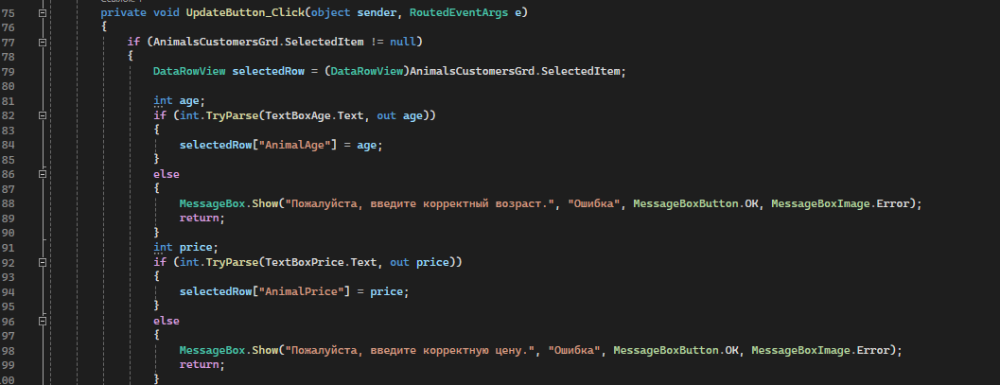 75 private void UpdateButton_Click(object sender, RoutedEventArgs e)
76 {
77 if (AnimalsCustomersGrd.SelectedItem != null)
78 {
79 DataRowView selectedRow = (DataRowView)AnimalsCustomersGrd.SelectedItem;
80
81 int age;
82 if (int.TryParse(TextBoxAge.Text, out age))
83 {
84 selectedRow["AnimalAge"] = age;
85 }
86 else
87 {
88 MessageBox.Show("Пожалуйста, введите корректный возраст.", "Ошибка", MessageBoxButton.OK, MessageBoxImage.Error);
89 return;
90 }
91 int price;
92 if (int.TryParse(TextBoxPrice.Text, out price))
93 {
94 selectedRow["AnimalPrice"] = price;
95 }
96 else
97 {
98 MessageBox.Show("Пожалуйста, введите корректную цену.", "Ошибка", MessageBoxButton.OK, MessageBoxImage.Error);
99 return;
100 }